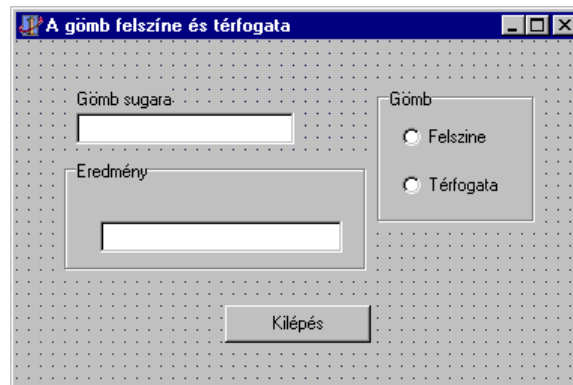 A gömb felszíne és térfogata
Gömb sugara
Gömb
Felszine
Térfogata
Eredmény
Kilépés